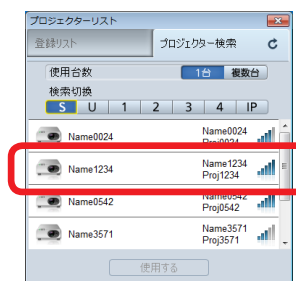 プロジェクターリスト
登録リスト プロジェクター検索
使用台数 1台 複数台
検索切換
S U 1 2 3 4 IP
Name0024 Name0024
Proj0024
Name1234 Name1234
Proj1234
Name0542 Name0542
Proj0542
Name3571 Name3571
Proj3571
使用する